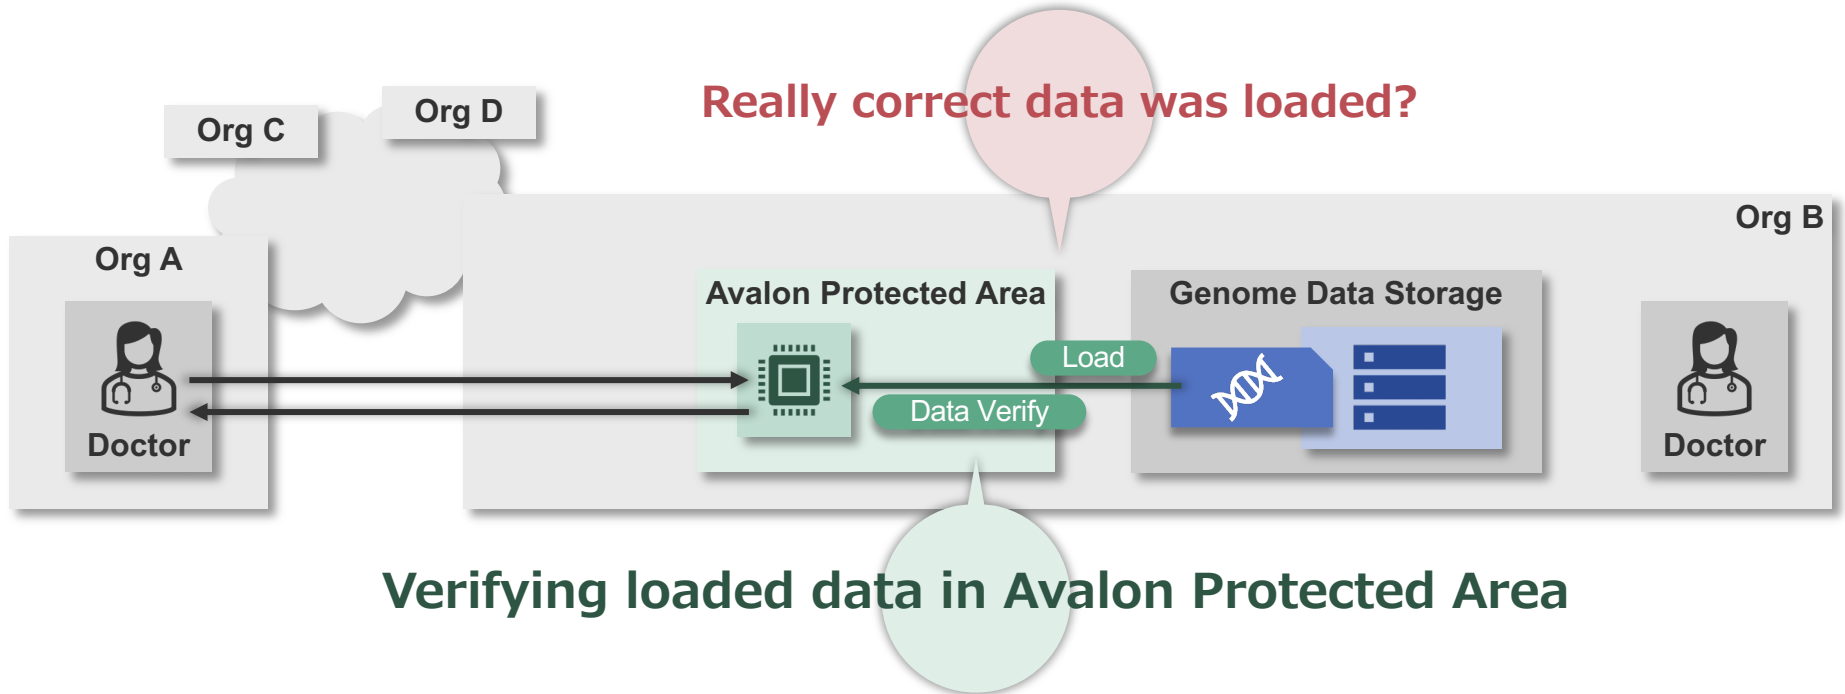 Really correct data was loaded?
Org C
Org D
Org B
Org A
Avalon Protected Area
Genome Data Storage
Load
Data Verify
Doctor
Doctor
Verifying loaded data in Avalon Protected Area